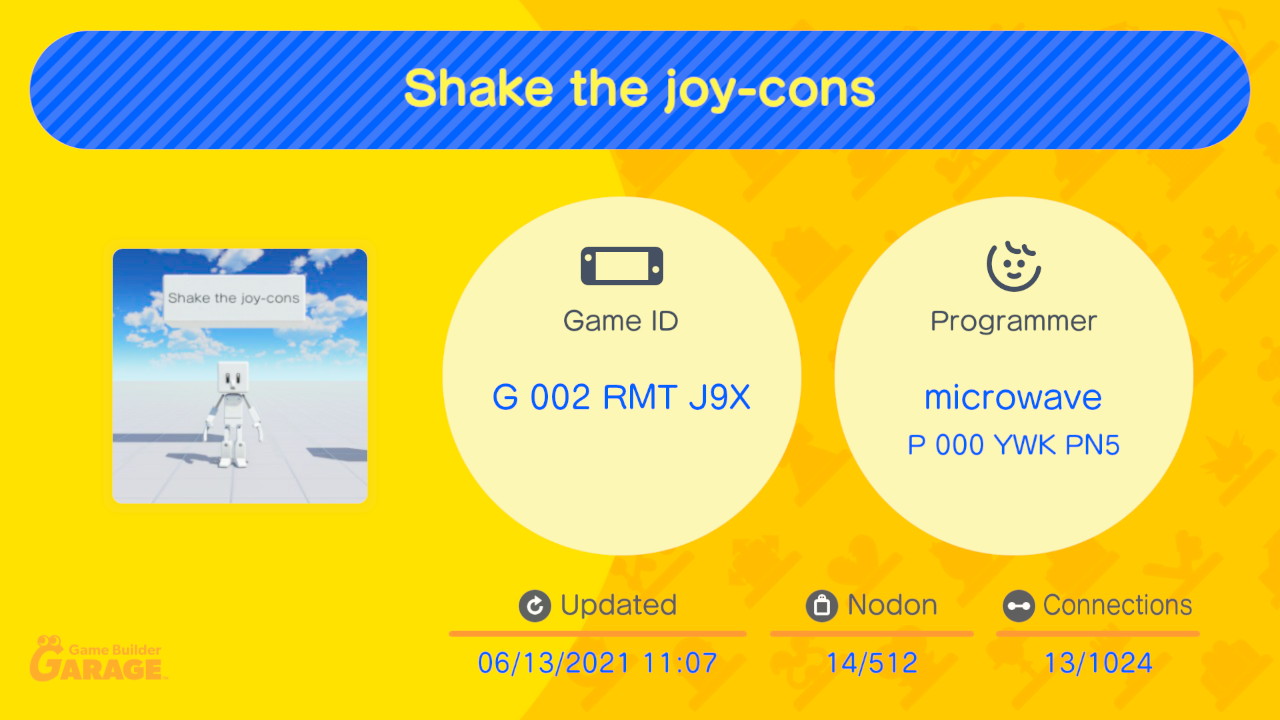 Shake the joy-cons
Shake the joy-cons
Game ID
G 002 RMT J9X
Programmer
microwave
P 000 YWK PN5
Updated
06/13/2021 11:07
Nodon
14/512
Connections
13/1024
Game Builder
GARAGE